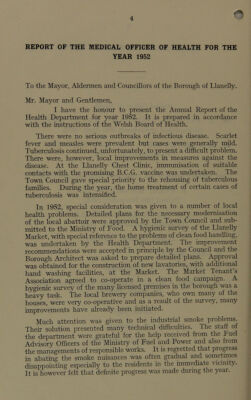 4
REPORT OF THE MEDICAL OFFICER OF HEALTH FOR THE
YEAR 1952
To the Mayor, Aldermen and Councillors of the Borough of Llanelly.
Mr. Mayor and Gentlemen,
I have the honour to present the Annual Report of the
Health Department for year 1952. It is prepared in accordance
with the instructions of the Welsh Board of Health.
There were no serious outbreaks of infectious disease. Scarlet
fever and measles were prevalent but cases were generally mild.
Tuberculosis continued, unfortunately, to present a difficult problem.
There were, however, local improvements in measures against the
disease. At the Llanelly Chest Clinic, immunisation of suitable
contacts with the promising B.C.G. vaccine was undertaken. The
Town Council gave special priority to the rehousing of tuberculous
families. During the year, the home treatment of certain cases of
tuberculosis was intensified.
In 1952, special consideration was given to a number of local
health problems. Detailed plans for the necessary modernisation
of the local abattoir were approved by the Town Council and sub-
mitted to the Ministry of Food. A hygienic survey of the Llanelly
Market, with special reference to the problems of clean food handling,
was undertaken by the Health Department. The improvement
recommendations were accepted in principle by the Council and the
Borough Architect was asked to prepare detailed plans. Approval
was obtained for the construction of new lavatories, with additional
hand washing facilities, at the Market. The Market Tenant's
Association agreed to co-operate in a clean food campaign. A
hygienic survey of the many licensed premises in the borough was a
heavy task. The local brewery companies, who own many of the
houses, were very co-operative and as a result of the survey, many
improvements have already been initiated.
Much attention was given to the industrial smoke problems.
Their solution presented many technical difficulties. The staff of
the department were grateful for the help received from the Fuel
Advisory Officers of the Ministry of Fuel and Power and also from
the managements of responsible works. It is regretted that progress
in abating the smoke nuisances was often gradual and sometimes
disappointing especially to the residents in the immediate vicinity.
It is however felt that definite progress was made during the year.